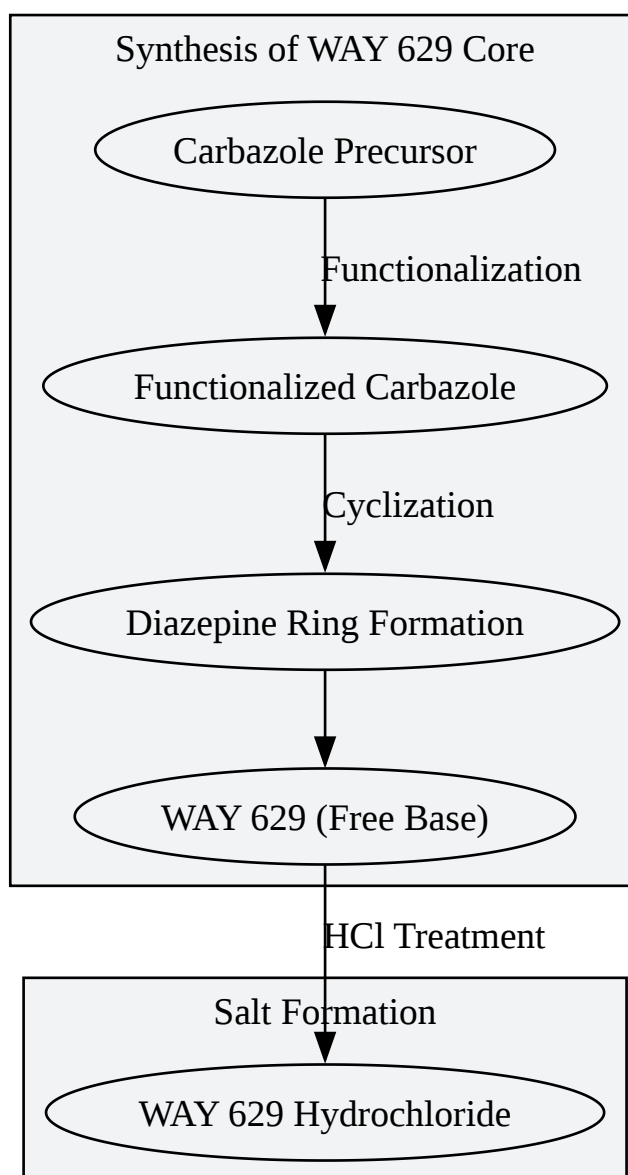 Synthesis of WAY 629 Core
Carbazole Precursor
Functionalization
Functionalized Carbazole
Cyclization
Diazepine Ring Formation
WAY 629 (Free Base)
HCl Treatment
Salt Formation
WAY 629 Hydrochloride